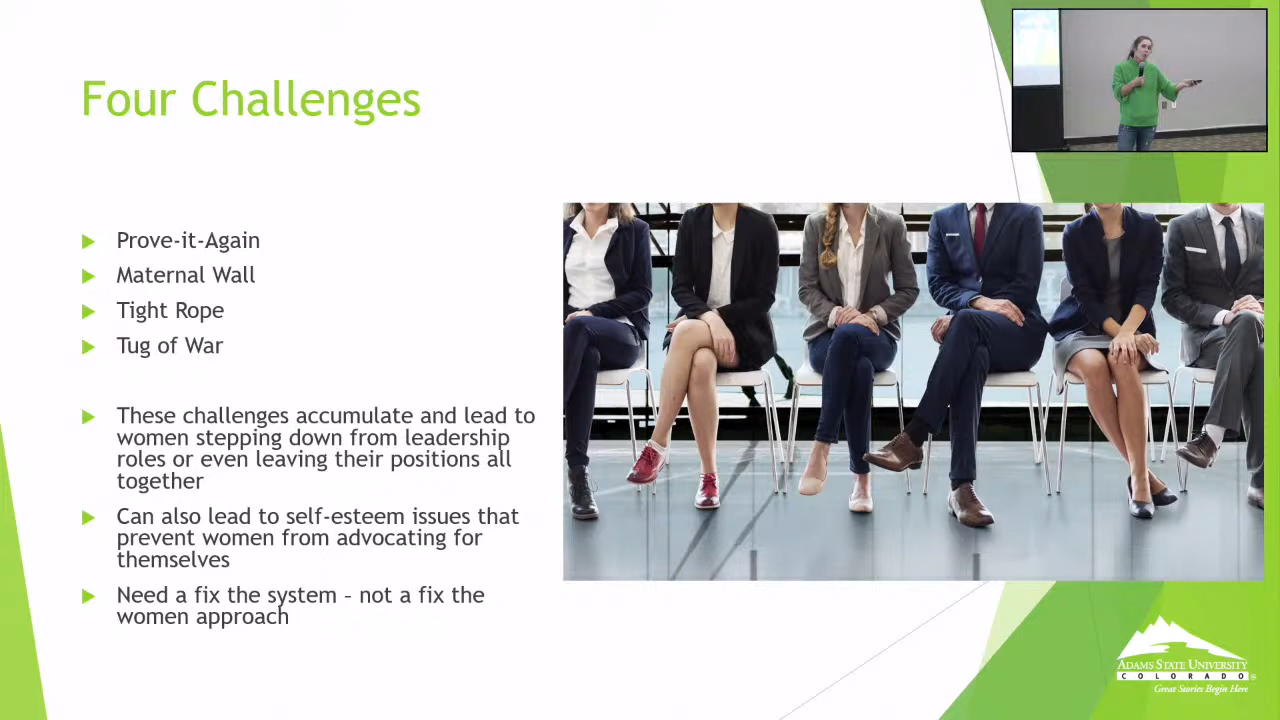 Four Challenges
Prove-it-Again
Maternal Wall
Tight Rope
Tug of War
These challenges accumulate and lead to
women stepping down from leadership
roles or even leaving their positions all
together
Can also lead to self-esteem issues that
prevent women from advocating for
themselves
Need a fix the system – not a fix the
women approach
ADAMS STATE UNIVERSITY
COLORADO®
Great Stories Begin Here